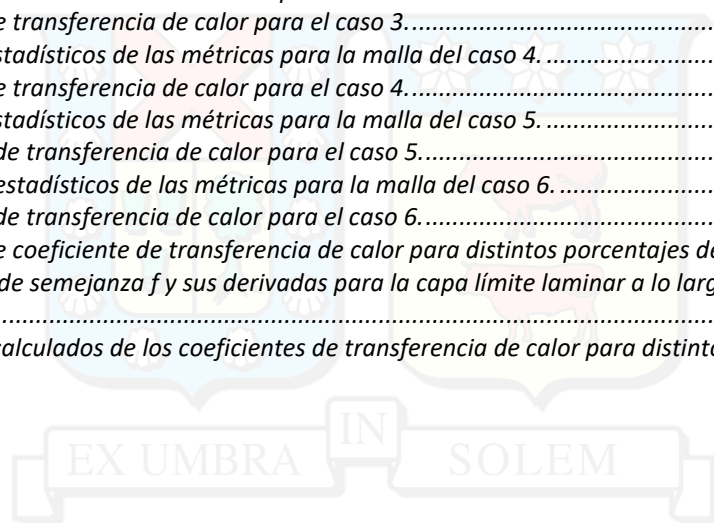 e transferencia de calor para el caso 3.
stadísticos de las métricas para la malla del caso 4.
e transferencia de calor para el caso 4.
stadísticos de las métricas para la malla del caso 5.
de transferencia de calor para el caso 5.
estadísticos de las métricas para la malla del caso 6.
de transferencia de calor para el caso 6.
e coeficiente de transferencia de calor para distintos porcentajes de
de semejanza f y sus derivadas para la capa límite laminar a lo larg
calculados de los coeficientes de transferencia de calor para distinto
EX UMBRA IN SOLEM